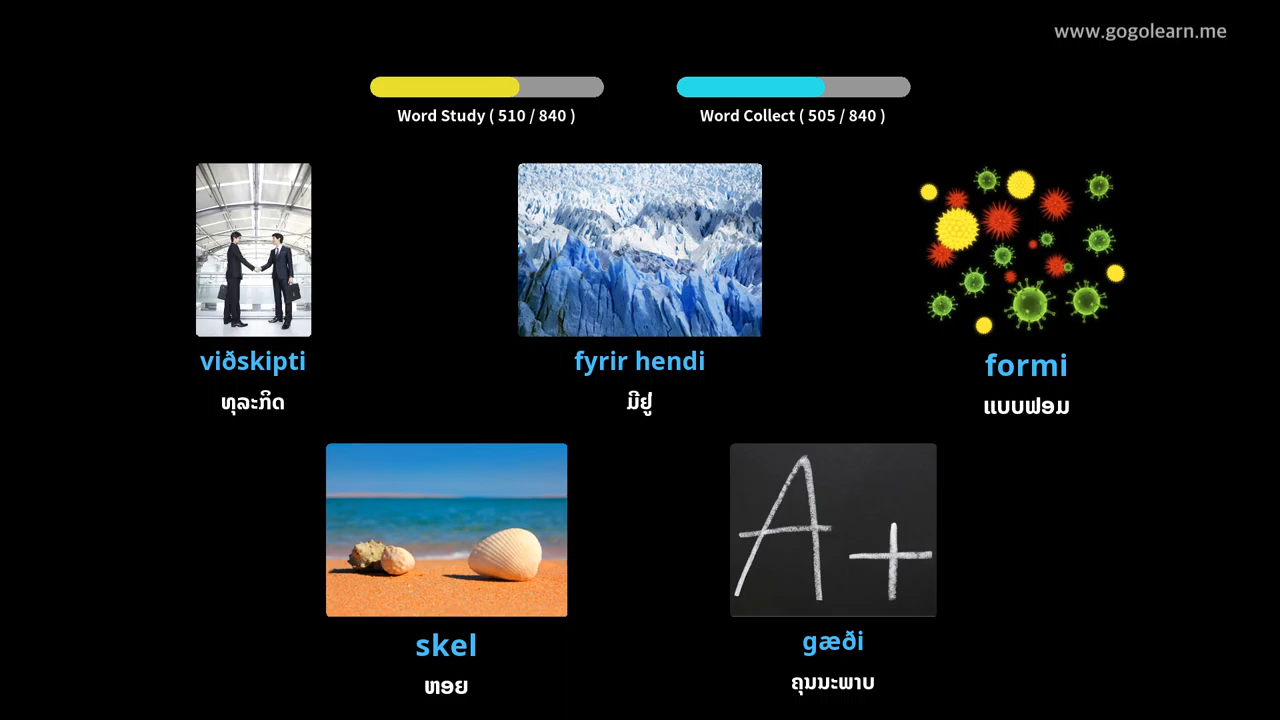 www.gogolearn.me
Word Study ( 510 / 840 )
Word Collect ( 505 / 840 )
viðskipti
ທຸລະກິດ
fyrir hendi
ມີຢູ່
formi
ແບບຟອມ
skel
ຫອຍ
gæði
ຄຸນນະພາບ
A+